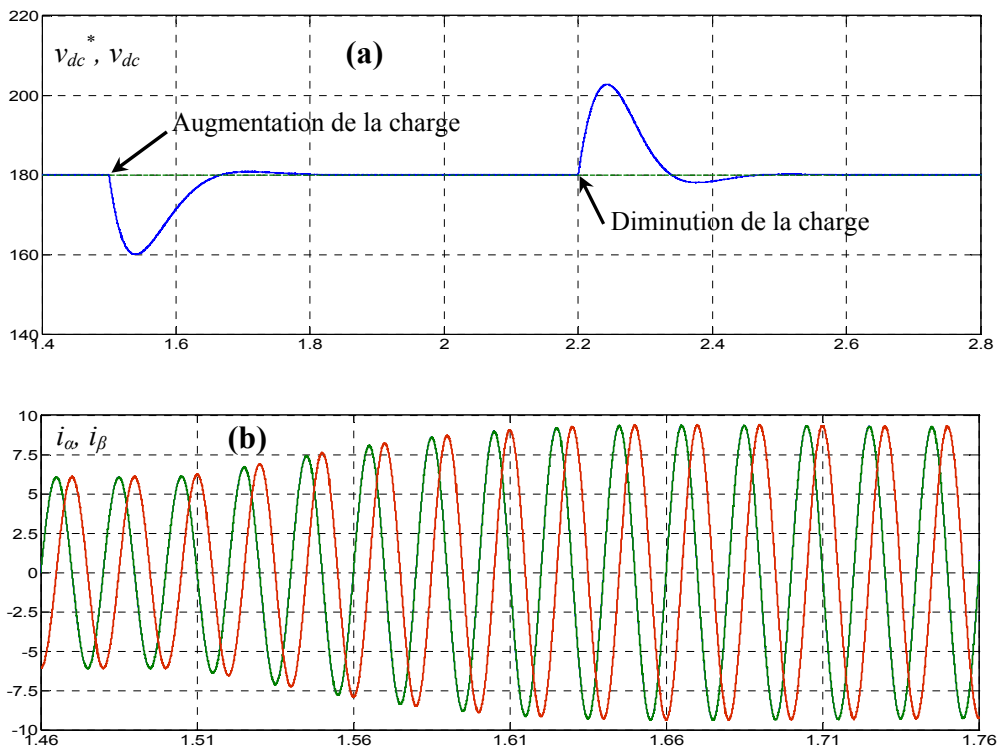 220
v_dc*, v_dc
(a)
200
Augmentation de la charge
180
Diminution de la charge
160
140
1.4 1.6 1.8 2 2.2 2.4 2.6 2.8
10
i_α, i_β
(b)
7.5
5
2.5
0
-2.5
-5
-7.5
-10
1.46 1.51 1.56 1.61 1.66 1.71 1.76